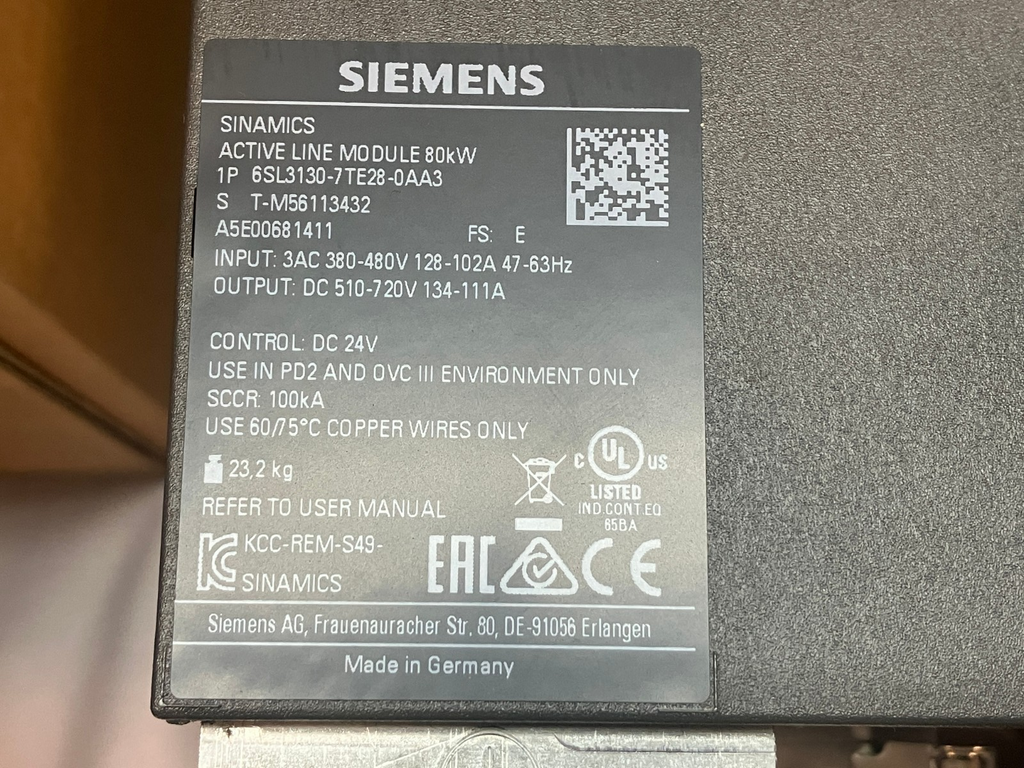 SIEMENS
SINAMICS
ACTIVE LINE MODULE 80kW
1P 6SL3130-7TE28-0AA3
S T-M56113432
A5E00681411 FS: E
INPUT: 3AC 380-480V 128-102A 47-63Hz
OUTPUT: DC 510-720V 134-111A
CONTROL: DC 24V
USE IN PD2 AND OVC III ENVIRONMENT ONLY
SCCR: 100kA
USE 60/75°C COPPER WIRES ONLY
23,2 kg
C UL US
LISTED
IND.CONT.EQ
65BA
REFER TO USER MANUAL
KCC-REM-S49-
SINAMICS
EAC CE
Siemens AG, Frauenauracher Str. 80, DE-91056 Erlangen
Made in Germany